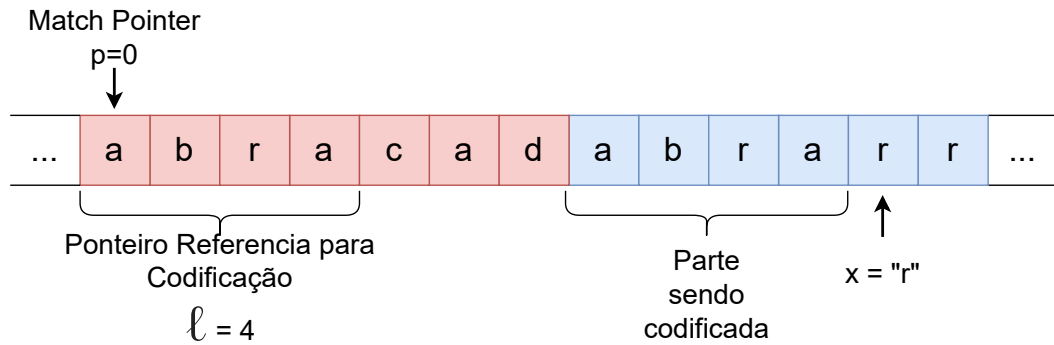 Match Pointer
p=0
... a b r a c a d a b r a r r ...
Ponteiro Referencia para
Codificação
ℓ = 4
Parte
sendo
codificada
x = "r"